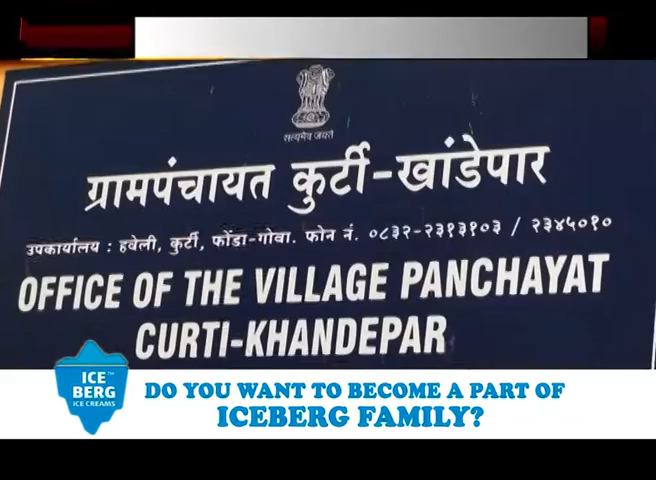 सत्यमेव जयते
ग्रामपंचायत कुर्टी-खांडेपार
उपकार्यालय : हवेली, कुर्टी, फोंडा-गोवा. फोन नं. ०८३२-२३१३१०३ / २३४५०१०
OFFICE OF THE VILLAGE PANCHAYAT
CURTI-KHANDEPAR
ICE™
BERG
ICE CREAMS
DO YOU WANT TO BECOME A PART OF
ICEBERG FAMILY?